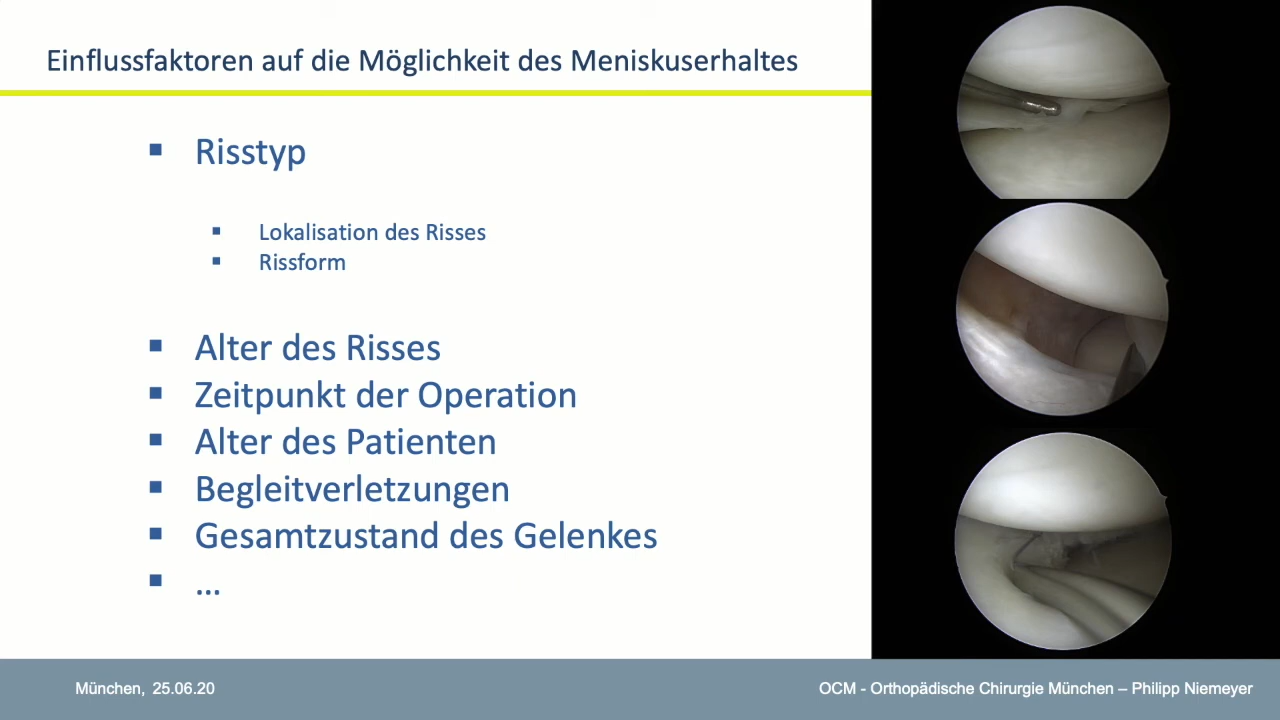 Einflussfaktoren auf die Möglichkeit des Meniskuserhaltes
▪ Risstyp
▪ Lokalisation des Risses
▪ Rissform
▪ Alter des Risses
▪ Zeitpunkt der Operation
▪ Alter des Patienten
▪ Begleitverletzungen
▪ Gesamtzustand des Gelenkes
▪ ...
München, 25.06.20
OCM - Orthopädische Chirurgie München – Philipp Niemeyer